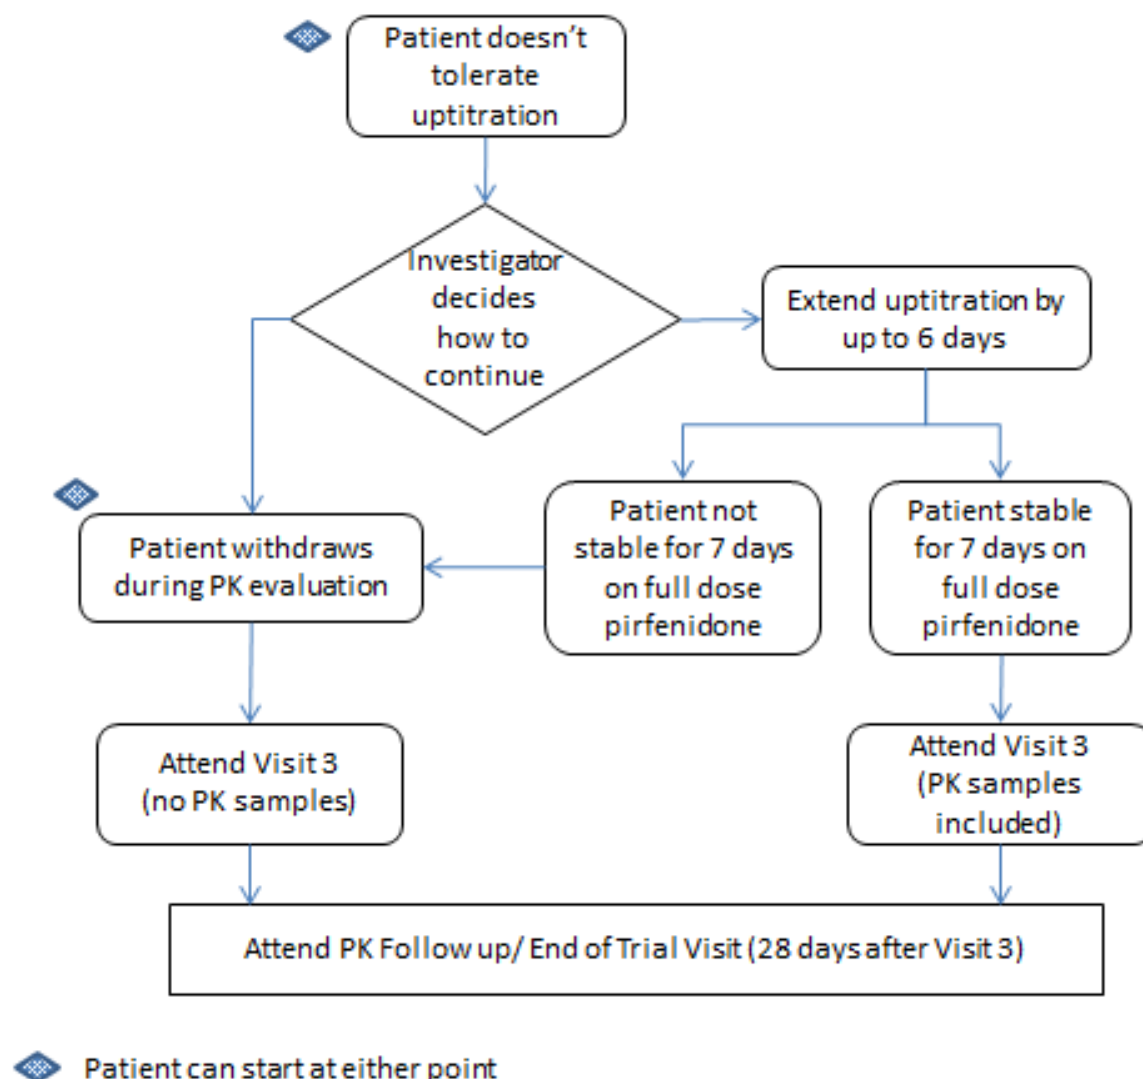 Patient doesn't
tolerate
uptitration
Investigator
decides
how to
continue
Extend uptitration by
up to 6 days
Patient not
stable for 7 days
on full dose
pirfenidone
Patient stable
for 7 days on
full dose
pirfenidone
Patient withdraws
during PK evaluation
Attend Visit 3
(no PK samples)
Attend Visit 3
(PK samples
included)
Attend PK Follow up/ End of Trial Visit (28 days after Visit 3)
Patient can start at either point